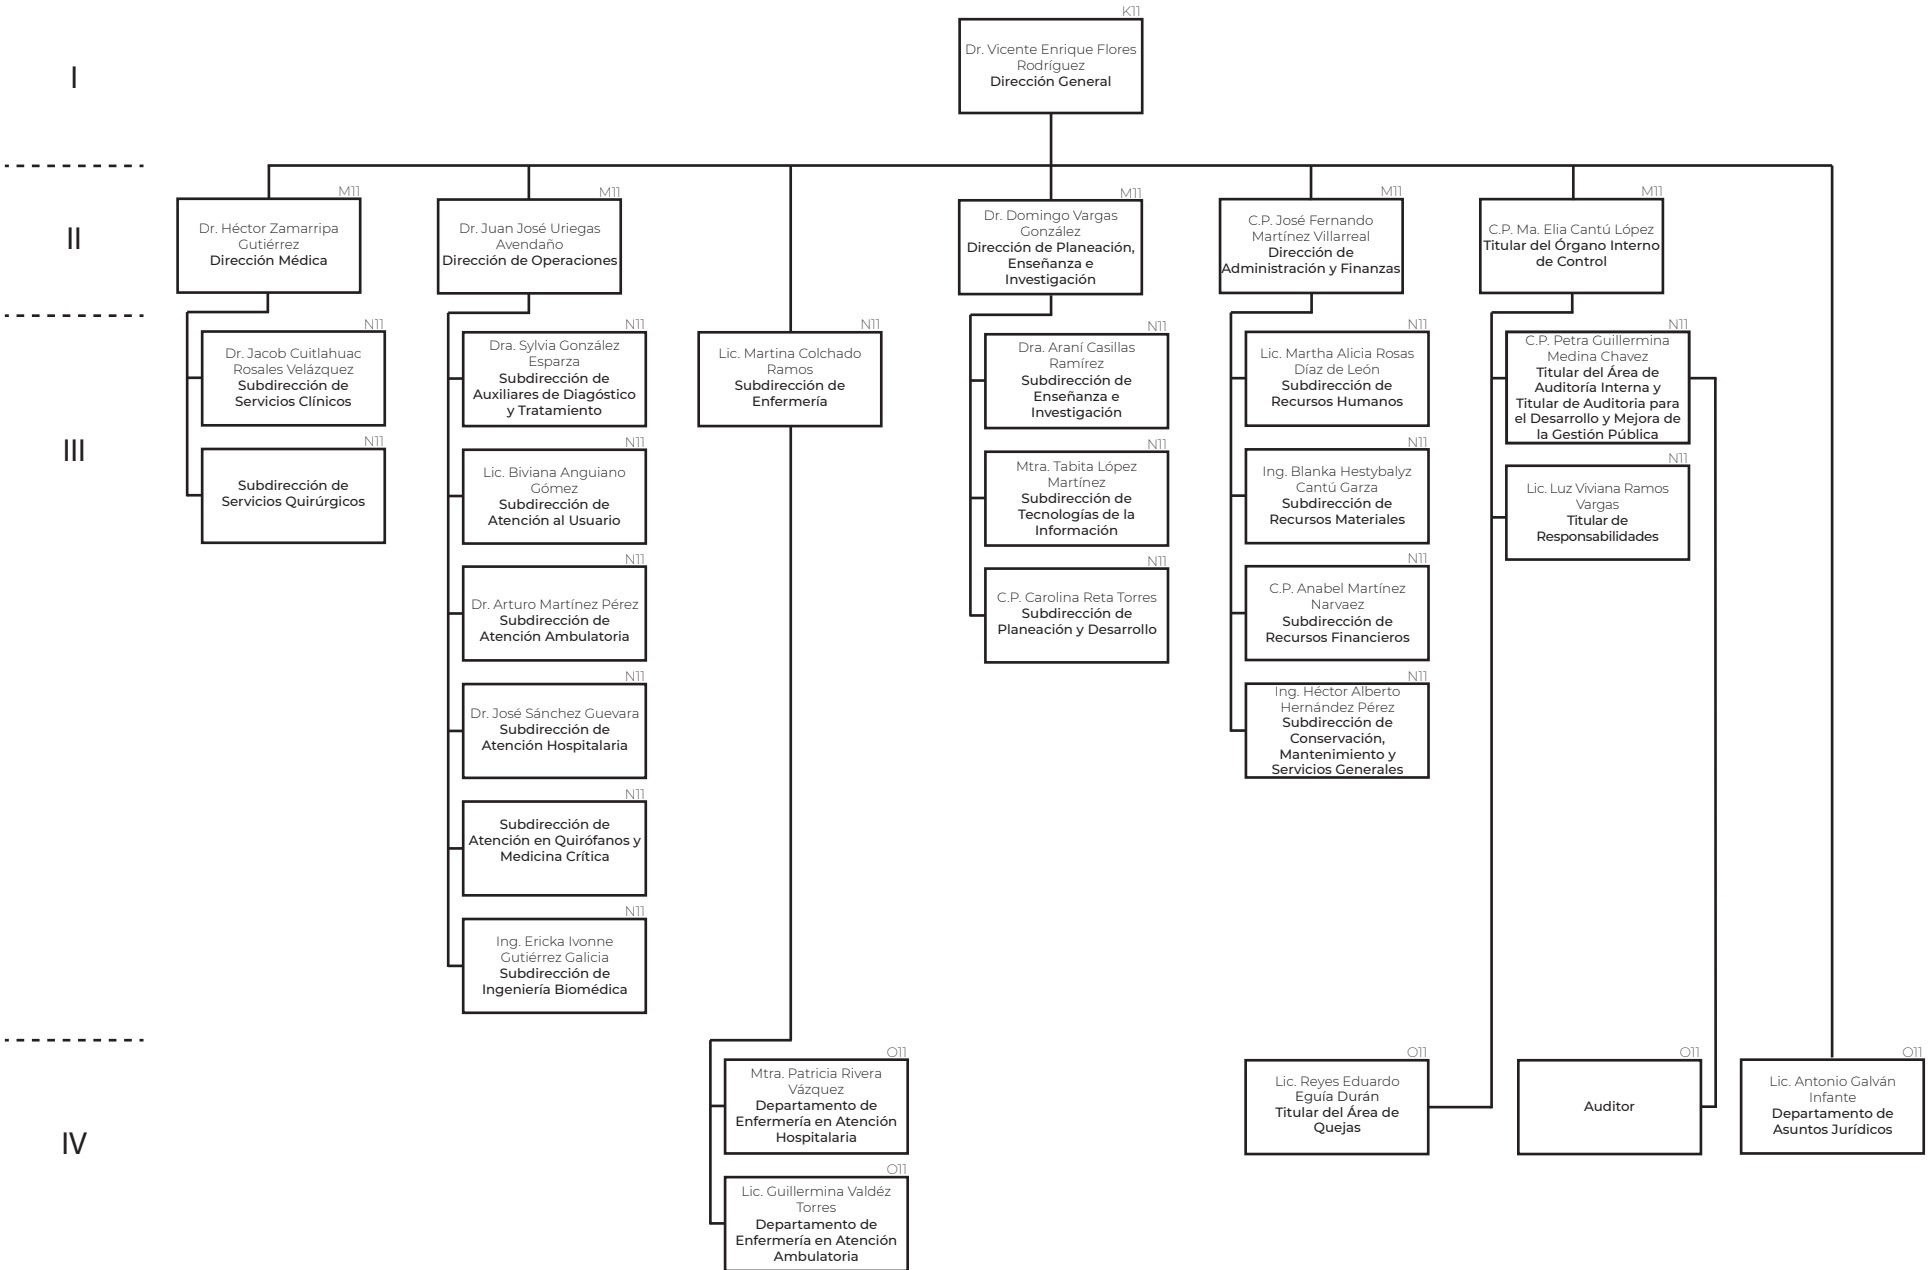 K11
Dr. Vicente Enrique Flores
Rodríguez
Dirección General
I
II
III
IV
M11
Dr. Héctor Zamarripa
Gutiérrez
Dirección Médica
N11
Dr. Jacob Cuitlahuac
Rosales Velázquez
Subdirección de
Servicios Clínicos
N11
Subdirección de
Servicios Quirúrgicos
M11
Dr. Juan José Uriegas
Avendaño
Dirección de Operaciones
N11
Dra. Sylvia González
Esparza
Subdirección de
Auxiliares de Diagóstico
y Tratamiento
N11
Lic. Biviana Anguiano
Gómez
Subdirección de
Atención al Usuario
N11
Dr. Arturo Martínez Pérez
Subdirección de
Atención Ambulatoria
N11
Dr. José Sánchez Guevara
Subdirección de
Atención Hospitalaria
N11
Subdirección de
Atención en Quirófanos y
Medicina Crítica
N11
Ing. Ericka Ivonne
Gutiérrez Galicia
Subdirección de
Ingeniería Biomédica
N11
Lic. Martina Colchado
Ramos
Subdirección de
Enfermería
O11
Mtra. Patricia Rivera
Vázquez
Departamento de
Enfermería en Atención
Hospitalaria
O11
Lic. Guillermina Valdéz
Torres
Departamento de
Enfermería en Atención
Ambulatoria
M11
Dr. Domingo Vargas
González
Dirección de Planeación,
Enseñanza e
Investigación
N11
Dra. Araní Casillas
Ramírez
Subdirección de
Enseñanza e
Investigación
N11
Mtra. Tabita López
Martínez
Subdirección de
Tecnologías de la
Información
N11
C.P. Carolina Reta Torres
Subdirección de
Planeación y Desarrollo
M11
C.P. José Fernando
Martínez Villarreal
Dirección de
Administración y Finanzas
N11
Lic. Martha Alicia Rosas
Díaz de León
Subdirección de
Recursos Humanos
N11
Ing. Blanka Hestybalyz
Cantú Garza
Subdirección de
Recursos Materiales
N11
C.P. Anabel Martínez
Narvaez
Subdirección de
Recursos Financieros
N11
Ing. Héctor Alberto
Hernández Pérez
Subdirección de
Conservación,
Mantenimiento y
Servicios Generales
M11
C.P. Ma. Elia Cantú López
Titular del Órgano Interno
de Control
N11
C.P. Petra Guillermina
Medina Chavez
Titular del Área de
Auditoría Interna y
Titular de Auditoria para
el Desarrollo y Mejora de
la Gestión Pública
N11
Lic. Luz Viviana Ramos
Vargas
Titular de
Responsabilidades
O11
Lic. Reyes Eduardo
Eguía Durán
Titular del Área de
Quejas
O11
Auditor
O11
Lic. Antonio Galván
Infante
Departamento de
Asuntos Jurídicos